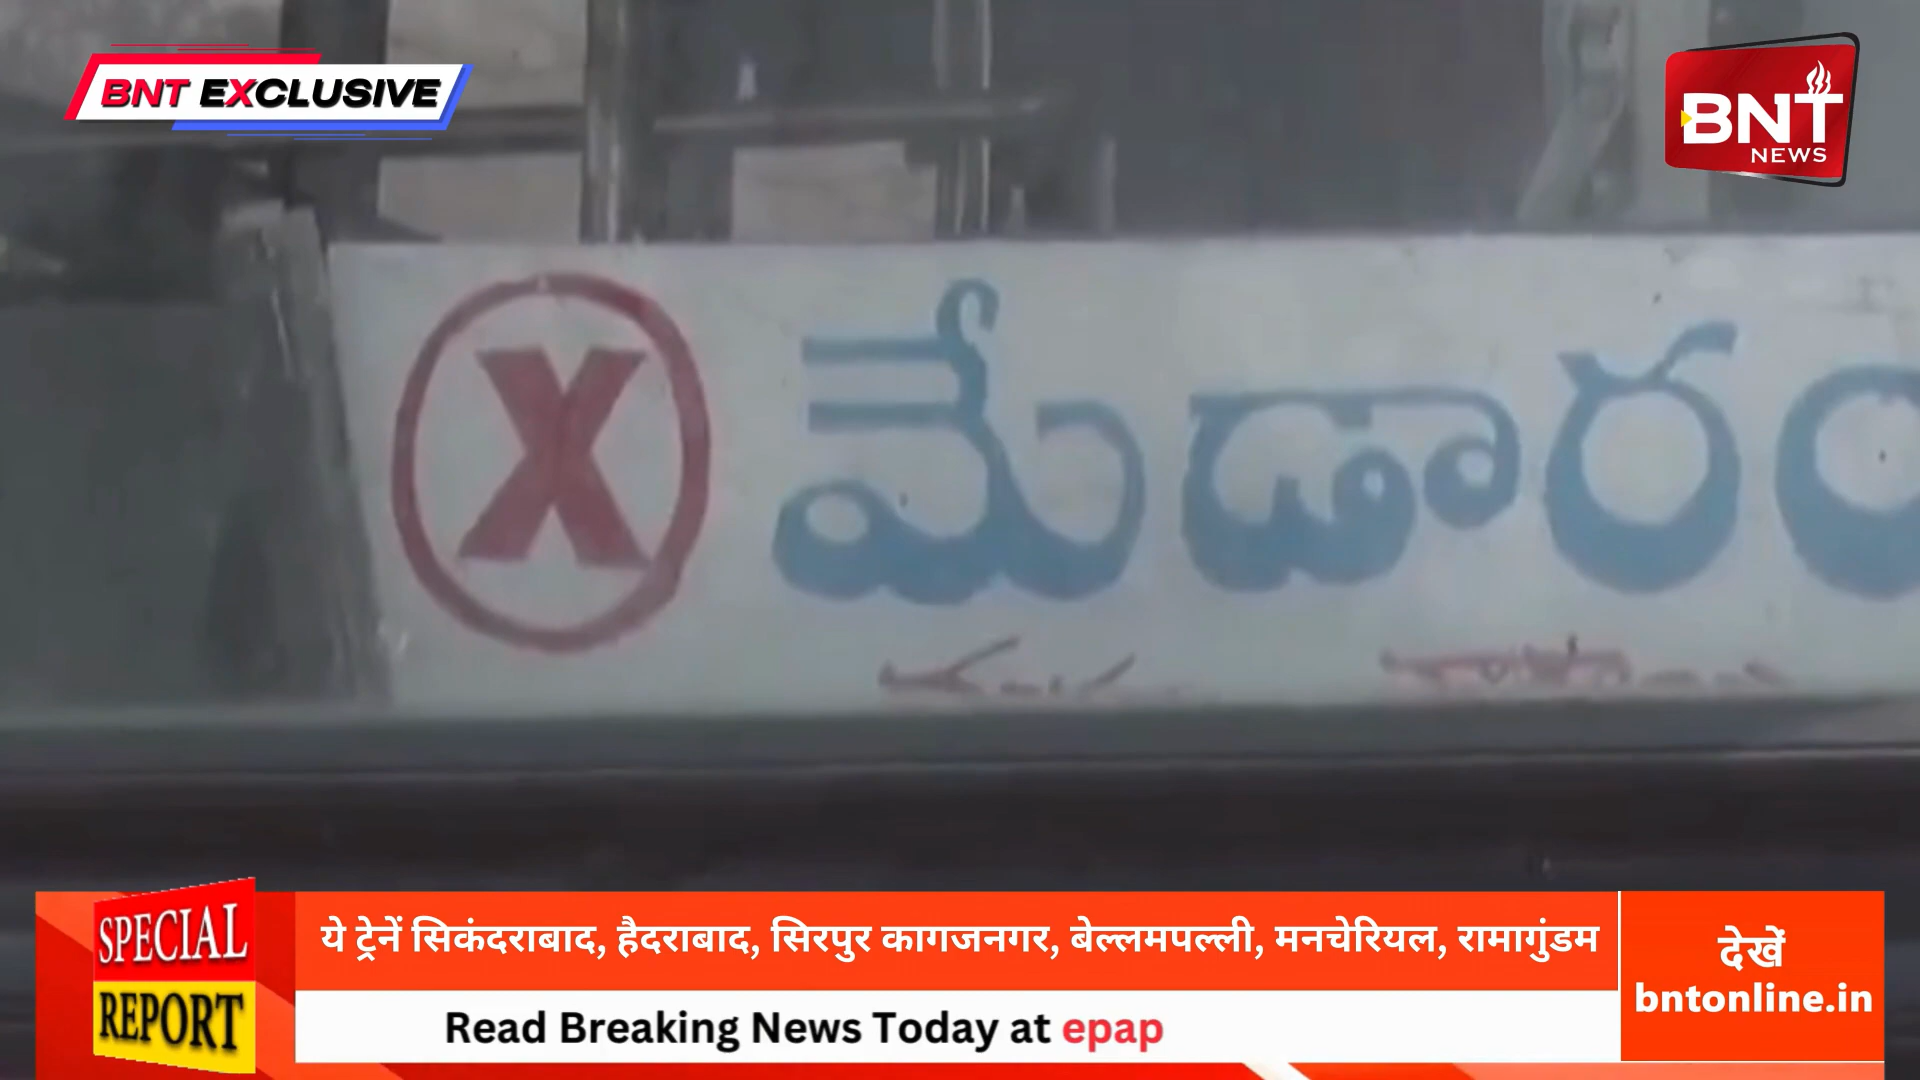 BNT EXCLUSIVE
BNT
NEWS
X మేడారం
SPECIAL
REPORT
ये ट्रेनें सिकंदराबाद, हैदराबाद, सिरपुर कागजनगर, बेल्लमपल्ली, मनचेरियल, रामागुंडम
Read Breaking News Today at epap
देखें
bntonline.in